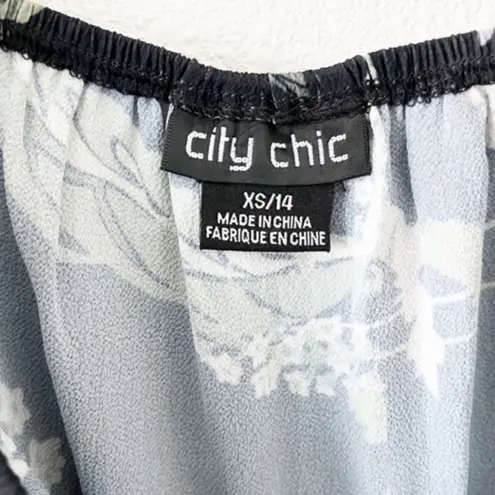 city chic
XS/14
MADE IN CHINA
FABRIQUE EN CHINE